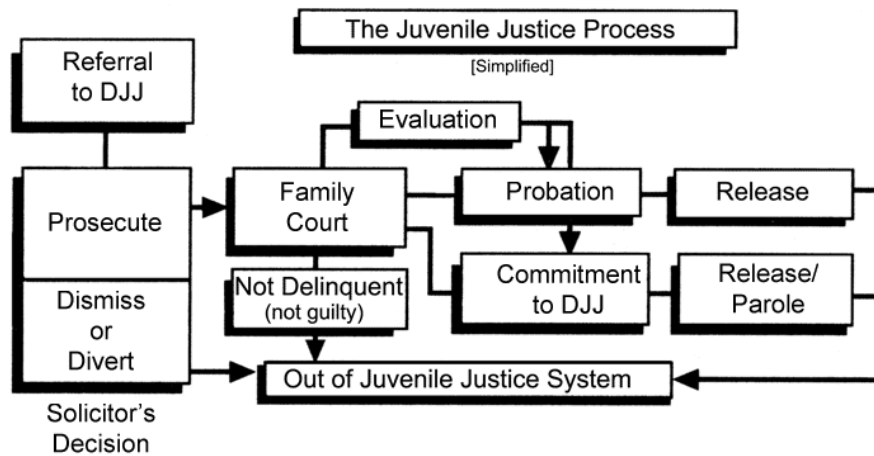 The Juvenile Justice Process
[Simplified]
Referral
to DJJ
Evaluation
Prosecute
Family
Court
Probation
Release
Not Delinquent
(not guilty)
Commitment
to DJJ
Release/
Parole
Dismiss
or
Divert
Out of Juvenile Justice System
Solicitor's
Decision